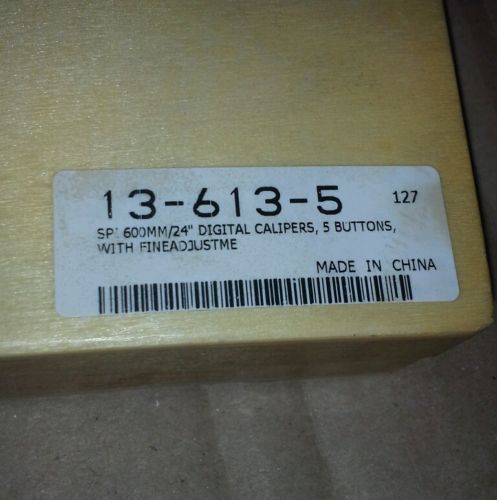 13-613-5 127
SPI 600MM/24" DIGITAL CALIPERS, 5 BUTTONS,
WITH FINEADJUSTME
MADE IN CHINA